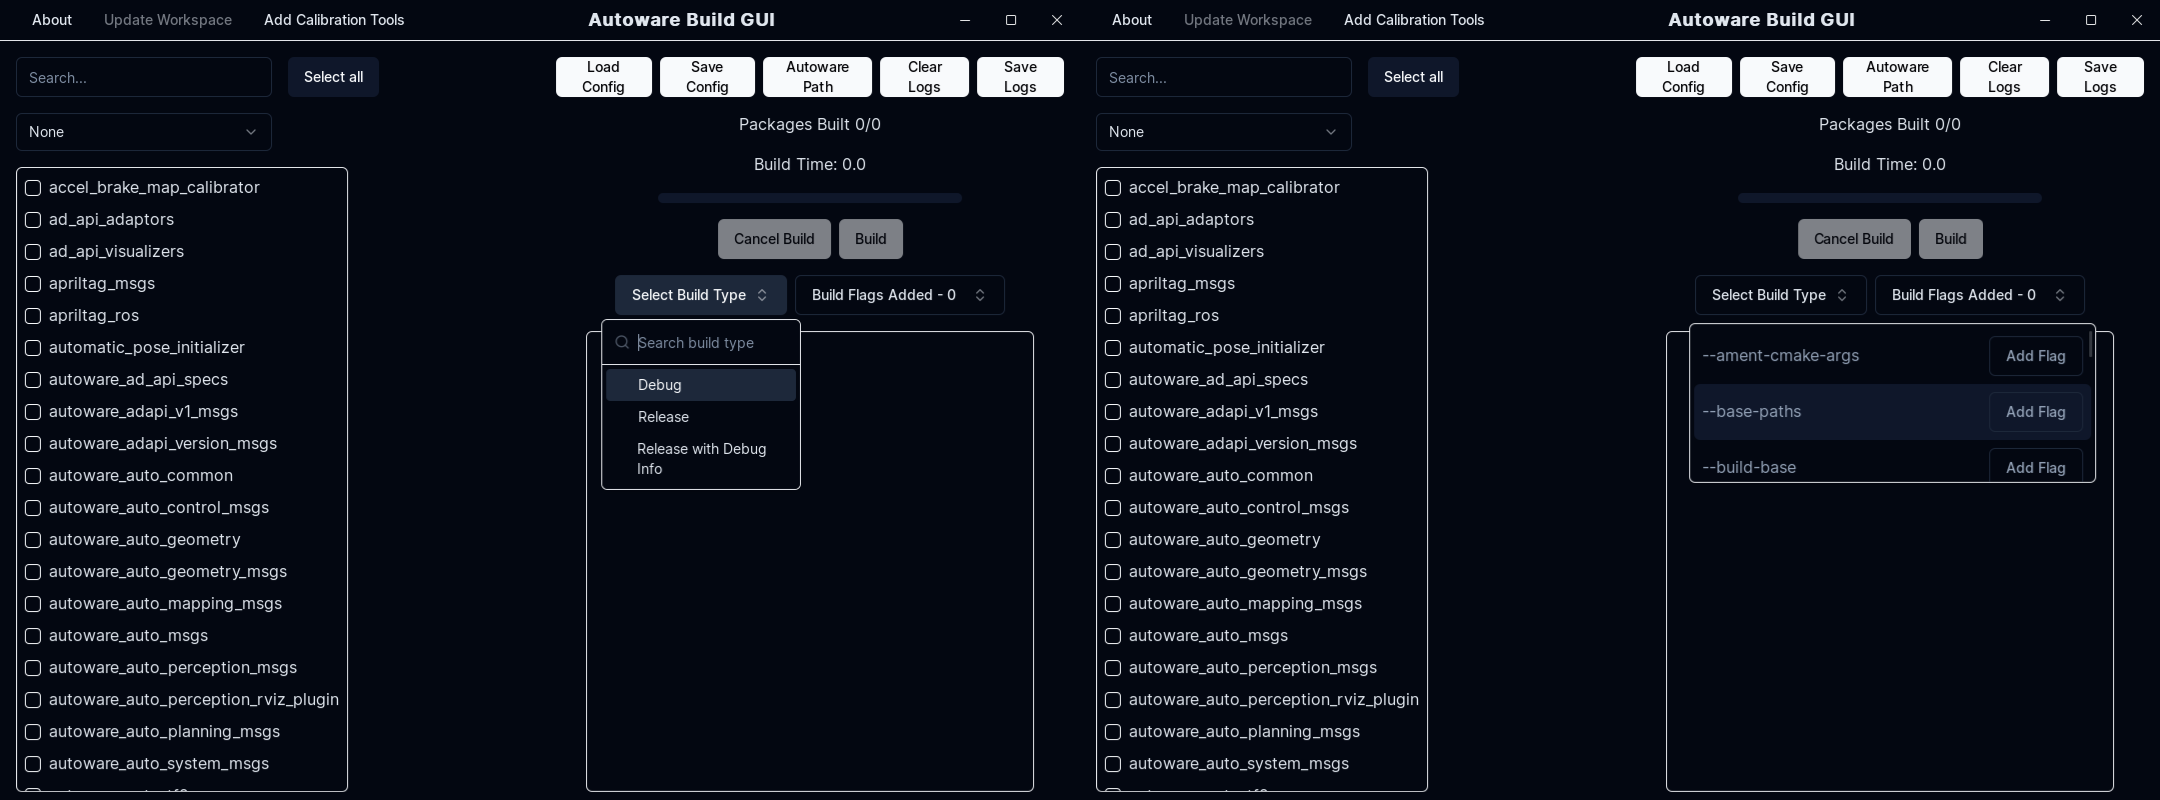 About Update Workspace Add Calibration Tools Autoware Build GUI
Search... Select all
Load Config
Save Config
Autoware Path
Clear Logs
Save Logs
None
Packages Built 0/0
Build Time: 0.0
Cancel Build Build
Select Build Type Build Flags Added - 0
Search build type
Debug
Release
Release with Debug
Info
accel_brake_map_calibrator
ad_api_adaptors
ad_api_visualizers
apriltag_msgs
apriltag_ros
automatic_pose_initializer
autoware_ad_api_specs
autoware_adapi_v1_msgs
autoware_adapi_version_msgs
autoware_auto_common
autoware_auto_control_msgs
autoware_auto_geometry
autoware_auto_geometry_msgs
autoware_auto_mapping_msgs
autoware_auto_msgs
autoware_auto_perception_msgs
autoware_auto_perception_rviz_plugin
autoware_auto_planning_msgs
autoware_auto_system_msgs
About Update Workspace Add Calibration Tools Autoware Build GUI
Search... Select all
Load Config
Save Config
Autoware Path
Clear Logs
Save Logs
None
Packages Built 0/0
Build Time: 0.0
Cancel Build Build
Select Build Type Build Flags Added - 0
--ament-cmake-args Add Flag
--base-paths Add Flag
--build-base Add Flag
accel_brake_map_calibrator
ad_api_adaptors
ad_api_visualizers
apriltag_msgs
apriltag_ros
automatic_pose_initializer
autoware_ad_api_specs
autoware_adapi_v1_msgs
autoware_adapi_version_msgs
autoware_auto_common
autoware_auto_control_msgs
autoware_auto_geometry
autoware_auto_geometry_msgs
autoware_auto_mapping_msgs
autoware_auto_msgs
autoware_auto_perception_msgs
autoware_auto_perception_rviz_plugin
autoware_auto_planning_msgs
autoware_auto_system_msgs